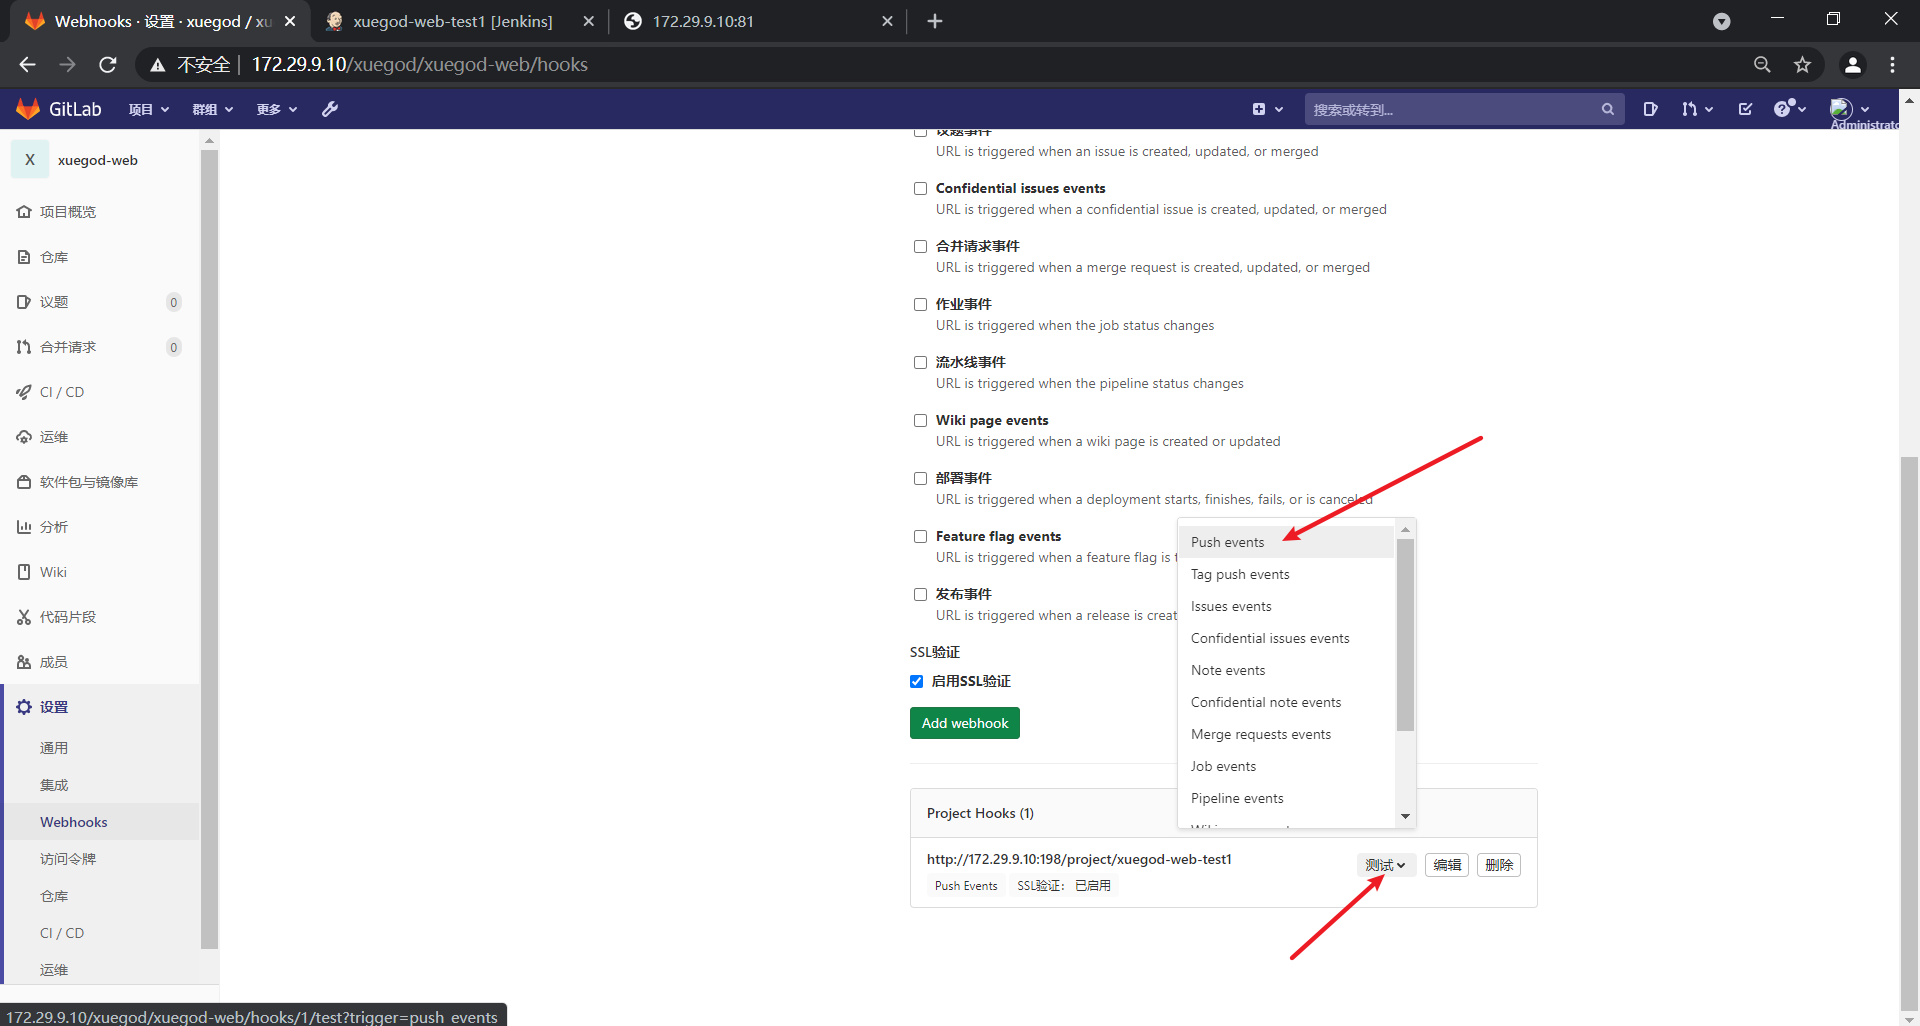 Webhooks · 设置 · xuegod / xu
xuegod-web-test1 [Jenkins]
172.29.9.10:81
不安全
172.29.9.10/xuegod/xuegod-web/hooks
GitLab
项目
群组
更多
搜索或转到...
Administrato
X
xuegod-web
项目概览
仓库
议题
0
合并请求
0
CI / CD
运维
软件包与镜像库
分析
Wiki
代码片段
成员
设置
通用
集成
Webhooks
访问令牌
仓库
CI / CD
运维
172.29.9.10/xuegod/xuegod-web/hooks/1/test?trigger=push_events
议题事件
URL is triggered when an issue is created, updated, or merged
Confidential issues events
URL is triggered when a confidential issue is created, updated, or merged
合并请求事件
URL is triggered when a merge request is created, updated, or merged
作业事件
URL is triggered when the job status changes
流水线事件
URL is triggered when the pipeline status changes
Wiki page events
URL is triggered when a wiki page is created or updated
部署事件
URL is triggered when a deployment starts, finishes, fails, or is canceled
Feature flag events
URL is triggered when a feature flag is t
发布事件
URL is triggered when a release is creat
SSL验证
启用SSL验证
Add webhook
Push events
Tag push events
Issues events
Confidential issues events
Note events
Confidential note events
Merge requests events
Job events
Pipeline events
Project Hooks (1)
http://172.29.9.10:198/project/xuegod-web-test1
测试
编辑
删除
Push Events
SSL验证: 已启用